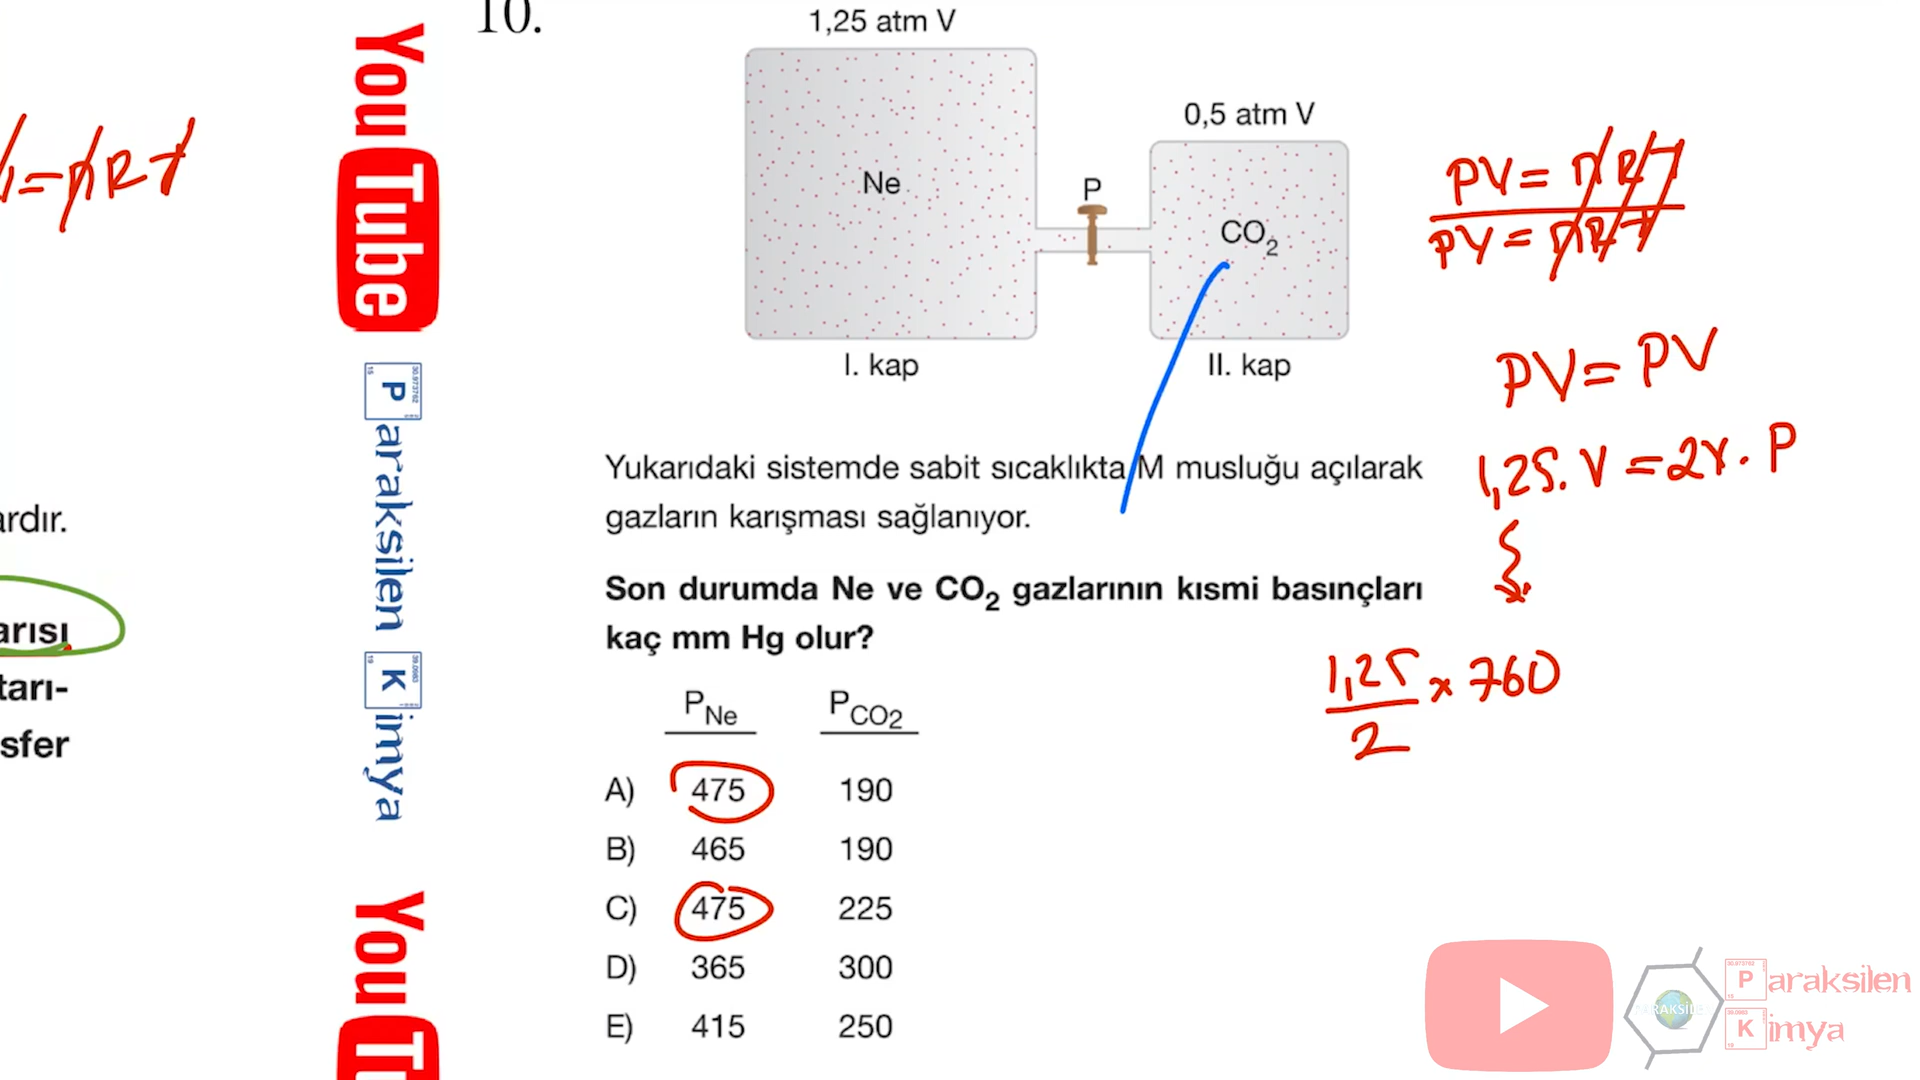 10.
1,25 atm V
0,5 atm V
Ne
P
CO2
I. kap
II. kap
Yukarıdaki sistemde sabit sıcaklıkta M musluğu açılarak
gazların karışması sağlanıyor.
Son durumda Ne ve CO2 gazlarının kısmi basınçları
kaç mm Hg olur?
PNe PCO2
A) 475 190
B) 465 190
C) 475 225
D) 365 300
E) 415 250
PV = nRT
PV = nRT
PV = PV
1,25. V = 2V. P
1,25
2
x 760
=nRT
ardır.
arısı
tarı-
sfer
YouTube
Paraksilen Kimya
YouT
Paraksilen
Kimya